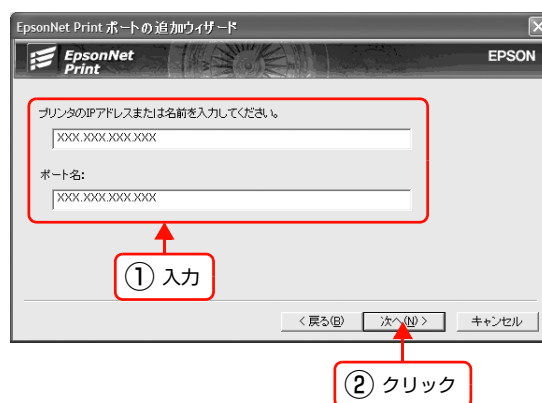 EpsonNet Print ポートの追加ウィザード
EpsonNet
Print
EPSON
プリンタのIPアドレスまたは名前を入力してください。
XXX.XXX.XXX.XXX
ポート名:
XXX.XXX.XXX.XXX
① 入力
< 戻る(B) 次へ(N) > キャンセル
② クリック